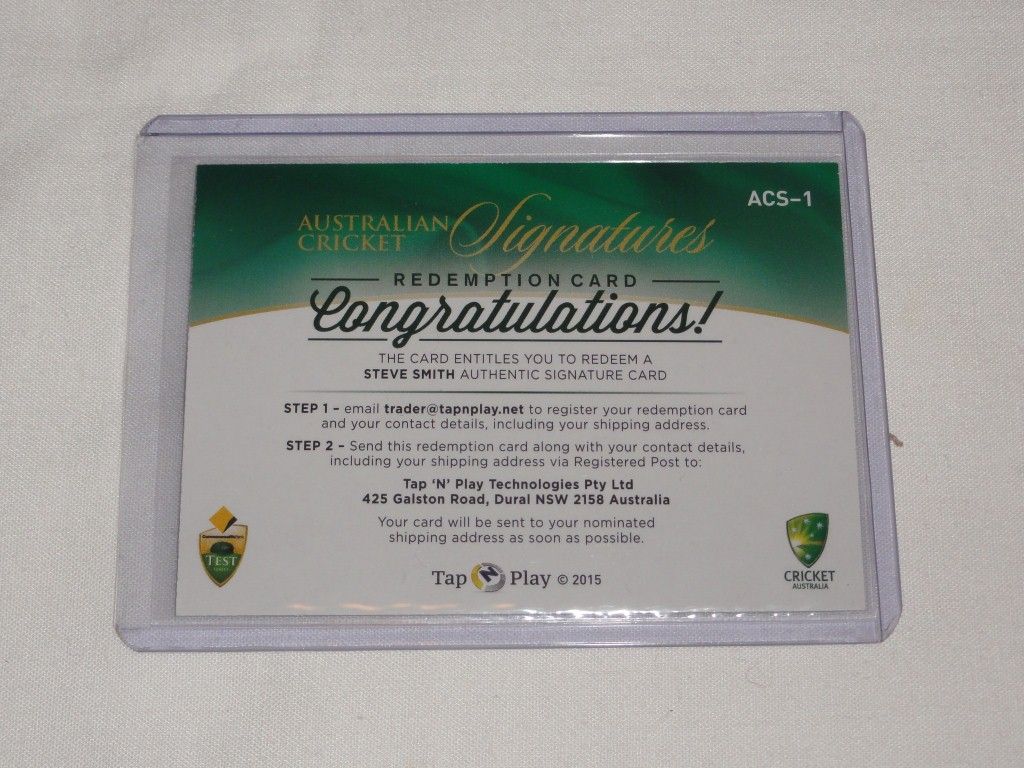 ACS-1
AUSTRALIAN
CRICKET Signatures
REDEMPTION CARD
Congratulations!
THE CARD ENTITLES YOU TO REDEEM A
STEVE SMITH AUTHENTIC SIGNATURE CARD
STEP 1 – email trader@tapnplay.net to register your redemption card
and your contact details, including your shipping address.
STEP 2 – Send this redemption card along with your contact details,
including your shipping address via Registered Post to:
Tap ‘N’ Play Technologies Pty Ltd
425 Galston Road, Dural NSW 2158 Australia
Your card will be sent to your nominated
shipping address as soon as possible.
CommonwealthBank
TEST
SERIES
Tap N Play © 2015
CRICKET
AUSTRALIA